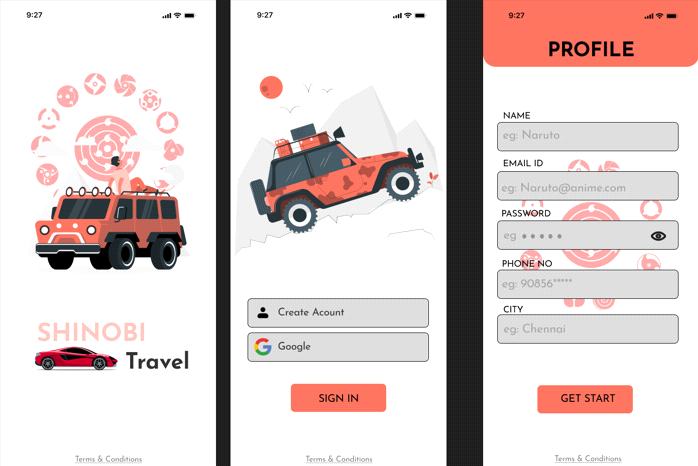 9:27
SHINOBI
Travel
Terms & Conditions
9:27
Create Acount
Google
SIGN IN
Terms & Conditions
9:27
PROFILE
NAME
eg: Naruto
EMAIL ID
eg: Naruto@anime.com
PASSWORD
eg • • • • •
PHONE NO
eg: 90856*****
CITY
eg: Chennai
GET START
Terms & Conditions